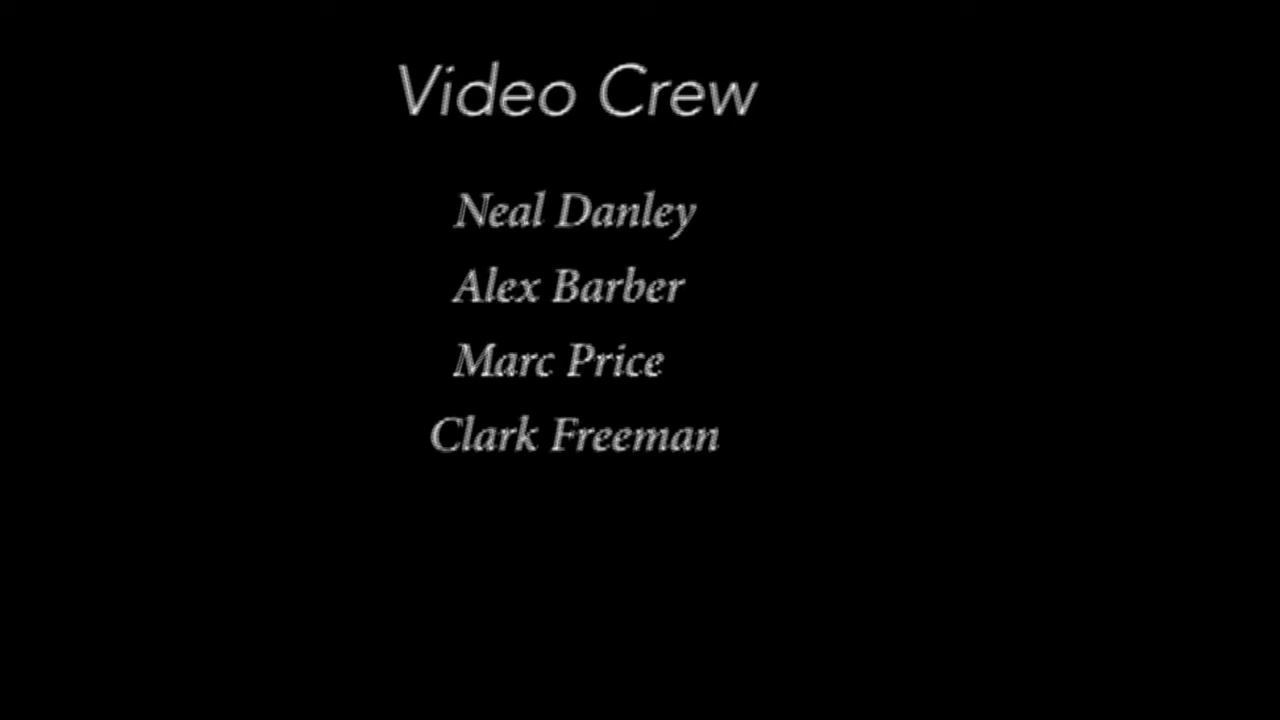 Video Crew
Neal Danley
Alex Barber
Marc Price
Clark Freeman